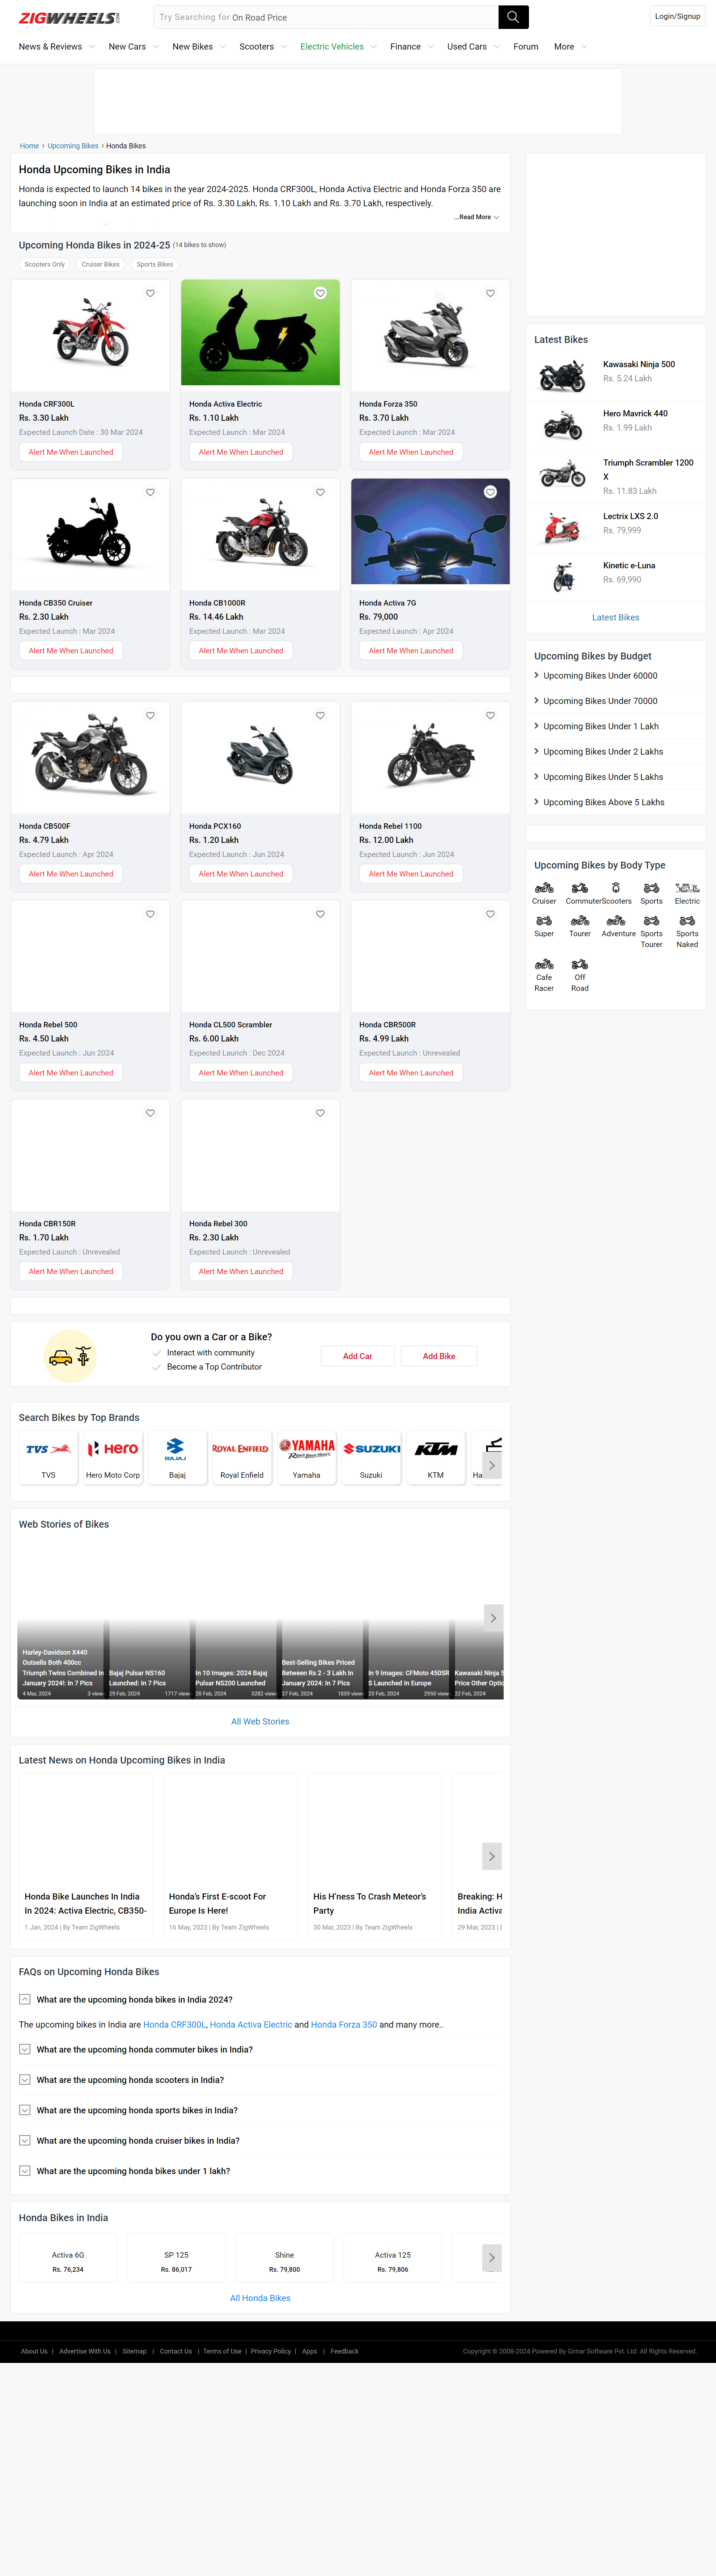 ZIGWHEELS.COM
Try Searching for On Road Price
Login/Signup
News & Reviews
New Cars
New Bikes
Scooters
Electric Vehicles
Finance
Used Cars
Forum
More
Home › Upcoming Bikes › Honda Bikes
Honda Upcoming Bikes in India
Honda is expected to launch 14 bikes in the year 2024-2025. Honda CRF300L, Honda Activa Electric and Honda Forza 350 are
launching soon in India at an estimated price of Rs. 3.30 Lakh, Rs. 1.10 Lakh and Rs. 3.70 Lakh, respectively.
...Read More
Upcoming Honda Bikes in 2024-25 (14 bikes to show)
Scooters Only
Cruiser Bikes
Sports Bikes
Honda CRF300L
Rs. 3.30 Lakh
Expected Launch Date : 30 Mar 2024
Alert Me When Launched
Honda Activa Electric
Rs. 1.10 Lakh
Expected Launch : Mar 2024
Alert Me When Launched
Honda Forza 350
Rs. 3.70 Lakh
Expected Launch : Mar 2024
Alert Me When Launched
Honda CB350 Cruiser
Rs. 2.30 Lakh
Expected Launch : Mar 2024
Alert Me When Launched
Honda CB1000R
Rs. 14.46 Lakh
Expected Launch : Mar 2024
Alert Me When Launched
HONDA
Honda Activa 7G
Rs. 79,000
Expected Launch : Apr 2024
Alert Me When Launched
Honda CB500F
Rs. 4.79 Lakh
Expected Launch : Apr 2024
Alert Me When Launched
Honda PCX160
Rs. 1.20 Lakh
Expected Launch : Jun 2024
Alert Me When Launched
Honda Rebel 1100
Rs. 12.00 Lakh
Expected Launch : Jun 2024
Alert Me When Launched
Honda Rebel 500
Rs. 4.50 Lakh
Expected Launch : Jun 2024
Alert Me When Launched
Honda CL500 Scrambler
Rs. 6.00 Lakh
Expected Launch : Dec 2024
Alert Me When Launched
Honda CBR500R
Rs. 4.99 Lakh
Expected Launch : Unrevealed
Alert Me When Launched
Honda CBR150R
Rs. 1.70 Lakh
Expected Launch : Unrevealed
Alert Me When Launched
Honda Rebel 300
Rs. 2.30 Lakh
Expected Launch : Unrevealed
Alert Me When Launched
Latest Bikes
Kawasaki Ninja 500
Rs. 5.24 Lakh
Hero Mavrick 440
Rs. 1.99 Lakh
Triumph Scrambler 1200
X
Rs. 11.83 Lakh
Lectrix LXS 2.0
Rs. 79,999
Kinetic e-Luna
Rs. 69,990
Latest Bikes
Upcoming Bikes by Budget
Upcoming Bikes Under 60000
Upcoming Bikes Under 70000
Upcoming Bikes Under 1 Lakh
Upcoming Bikes Under 2 Lakhs
Upcoming Bikes Under 5 Lakhs
Upcoming Bikes Above 5 Lakhs
Upcoming Bikes by Body Type
Cruiser
Commuter
Scooters
Sports
Electric
Super
Tourer
Adventure
Sports
Tourer
Sports
Naked
Cafe
Racer
Off
Road
Do you own a Car or a Bike?
Interact with community
Become a Top Contributor
Add Car
Add Bike
Search Bikes by Top Brands
TVS
TVS
Hero
Hero Moto Corp
BAJAJ
Bajaj
ROYAL ENFIELD
Royal Enfield
YAMAHA
Revs Your Heart
Yamaha
SUZUKI
Suzuki
KTM
KTM
Ha
Web Stories of Bikes
Harley-Davidson X440
Outsells Both 400cc
Triumph Twins Combined In
January 2024!: In 7 Pics
4 Mar, 2024 3 view
Bajaj Pulsar NS160
Launched: In 7 Pics
29 Feb, 2024 1717 view
In 10 Images: 2024 Bajaj
Pulsar NS200 Launched
28 Feb, 2024 3282 view
Best-Selling Bikes Priced
Between Rs 2 - 3 Lakh In
January 2024: In 7 Pics
27 Feb, 2024 1859 view
In 9 Images: CFMoto 450SR
S Launched In Europe
23 Feb, 2024 2950 view
Kawasaki Ninja 5
Price Other Optio
22 Feb, 2024
All Web Stories
Latest News on Honda Upcoming Bikes in India
Honda Bike Launches In India
In 2024: Activa Electric, CB350-
1 Jan, 2024 | By Team ZigWheels
Honda's First E-scoot For
Europe Is Here!
16 May, 2023 | By Team ZigWheels
His H'ness To Crash Meteor's
Party
30 Mar, 2023 | By Team ZigWheels
Breaking: H
India Activa
29 Mar, 2023 |
FAQs on Upcoming Honda Bikes
What are the upcoming honda bikes in India 2024?
The upcoming bikes in India are Honda CRF300L, Honda Activa Electric and Honda Forza 350 and many more..
What are the upcoming honda commuter bikes in India?
What are the upcoming honda scooters in India?
What are the upcoming honda sports bikes in India?
What are the upcoming honda cruiser bikes in India?
What are the upcoming honda bikes under 1 lakh?
Honda Bikes in India
Activa 6G
Rs. 76,234
SP 125
Rs. 86,017
Shine
Rs. 79,800
Activa 125
Rs. 79,806
All Honda Bikes
About Us | Advertise With Us | Sitemap | Contact Us | Terms of Use | Privacy Policy | Apps | Feedback
Copyright © 2008-2024 Powered By Girnar Software Pvt. Ltd. All Rights Reserved.